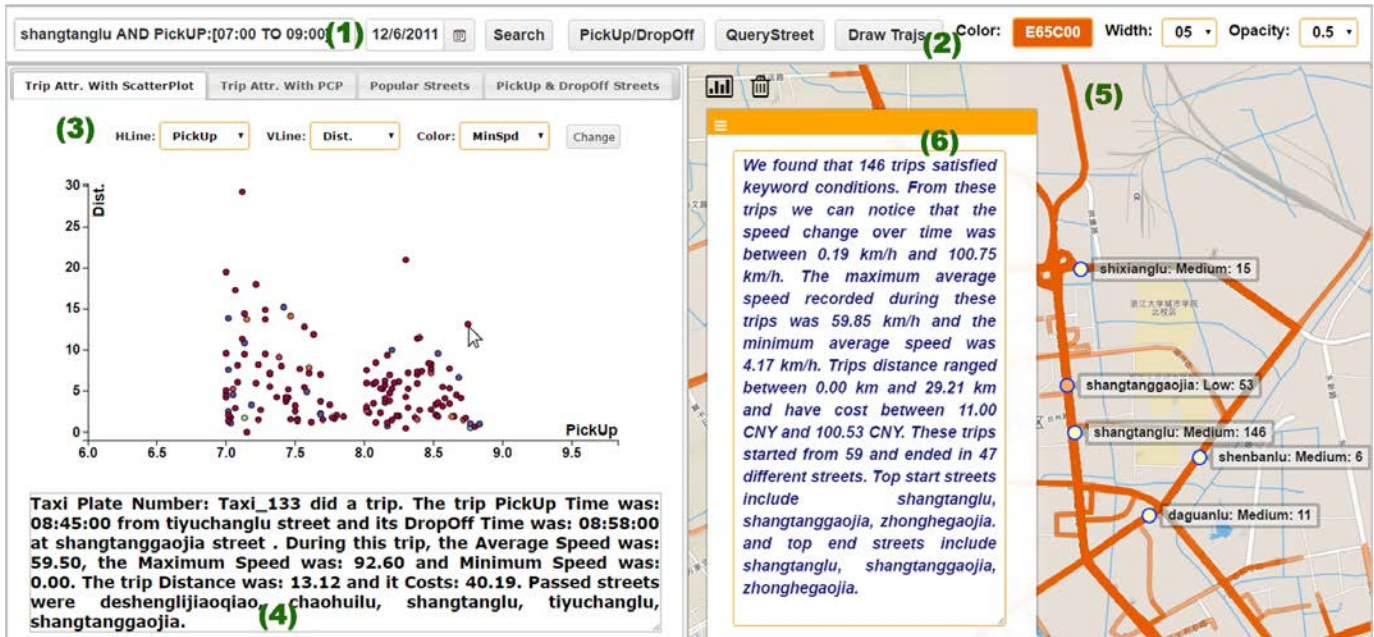 shangtanglu AND PickUP:[07:00 TO 09:00]
(1)
12/6/2011
Search
PickUp/DropOff
QueryStreet
Draw Trajs
(2)
Color:
E65C00
Width:
05
Opacity:
0.5
Trip Attr. With ScatterPlot
Trip Attr. With PCP
Popular Streets
PickUp & DropOff Streets
(3)
HLine:
PickUp
VLine:
Dist.
Color:
MinSpd
Change
30
25
20
15
10
5
0
Dist.
PickUp
6.0
6.5
7.0
7.5
8.0
8.5
9.0
9.5
Taxi Plate Number: Taxi_133 did a trip. The trip PickUp Time was:
08:45:00 from tiyuchanglu street and its DropOff Time was: 08:58:00
at shangtanggaojia street . During this trip, the Average Speed was:
59.50, the Maximum Speed was: 92.60 and Minimum Speed was:
0.00. The trip Distance was: 13.12 and it Costs: 40.19. Passed streets
were deshenglijiaoqiao, chaohuilu, shangtanglu, tiyuchanglu,
shangtanggaojia.
(4)
(5)
(6)
We found that 146 trips satisfied
keyword conditions. From these
trips we can notice that the
speed change over time was
between 0.19 km/h and 100.75
km/h. The maximum average
speed recorded during these
trips was 59.85 km/h and the
minimum average speed was
4.17 km/h. Trips distance ranged
between 0.00 km and 29.21 km
and have cost between 11.00
CNY and 100.53 CNY. These trips
started from 59 and ended in 47
different streets. Top start streets
include shangtanglu,
shangtanggaojia, zhonghegaojia.
and top end streets include
shangtanglu, shangtanggaojia,
zhonghegaojia.
shixianglu: Medium: 15
浙江大学城市学院
北校区
shangtanggaojia: Low: 53
shangtanglu: Medium: 146
shenbanlu: Medium: 6
daguanlu: Medium: 11